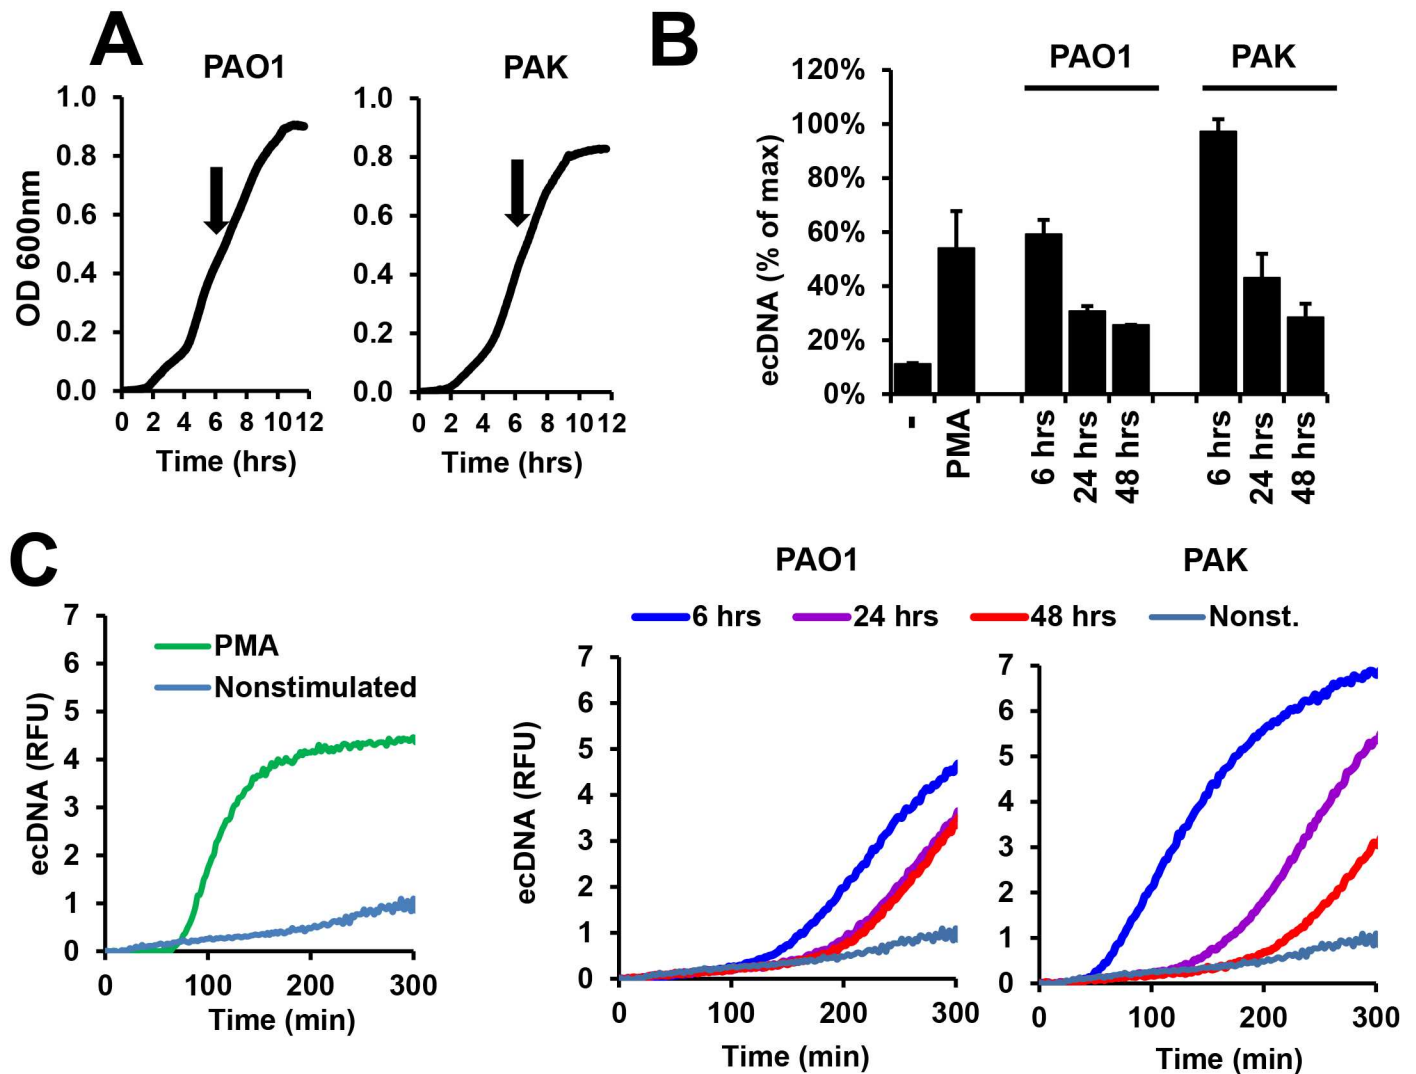 A
PAO1
PAK
OD 600nm
1.0
0.8
0.6
0.4
0.2
0.0
0 2 4 6 8 10 12
Time (hrs)
1.0
0.8
0.6
0.4
0.2
0.0
0 2 4 6 8 10 12
Time (hrs)
B
PAO1
PAK
ecDNA (% of max)
120%
100%
80%
60%
40%
20%
0%
-
PMA
6 hrs
24 hrs
48 hrs
6 hrs
24 hrs
48 hrs
C
ecDNA (RFU)
7
6
5
4
3
2
1
0
PMA
Nonstimulated
0 100 200 300
Time (min)
PAO1
PAK
6 hrs 24 hrs 48 hrs Nonst.
ecDNA (RFU)
7
6
5
4
3
2
1
0
0 100 200 300
Time (min)
7
6
5
4
3
2
1
0
0 100 200 300
Time (min)